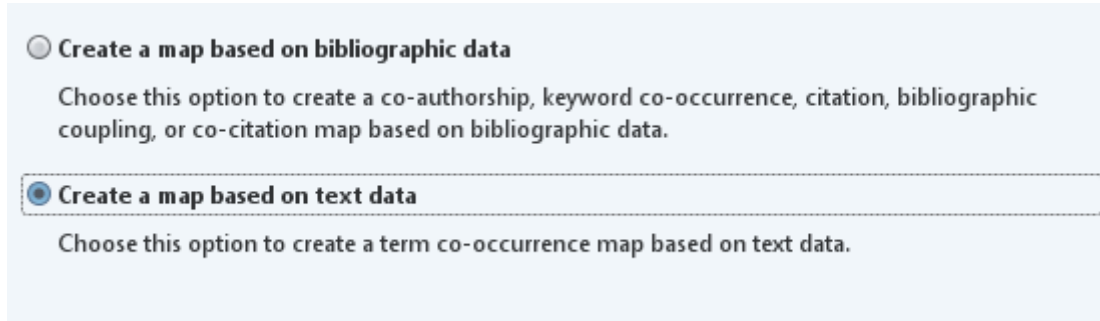 Create a map based on bibliographic data
Choose this option to create a co-authorship, keyword co-occurrence, citation, bibliographic
coupling, or co-citation map based on bibliographic data.
Create a map based on text data
Choose this option to create a term co-occurrence map based on text data.